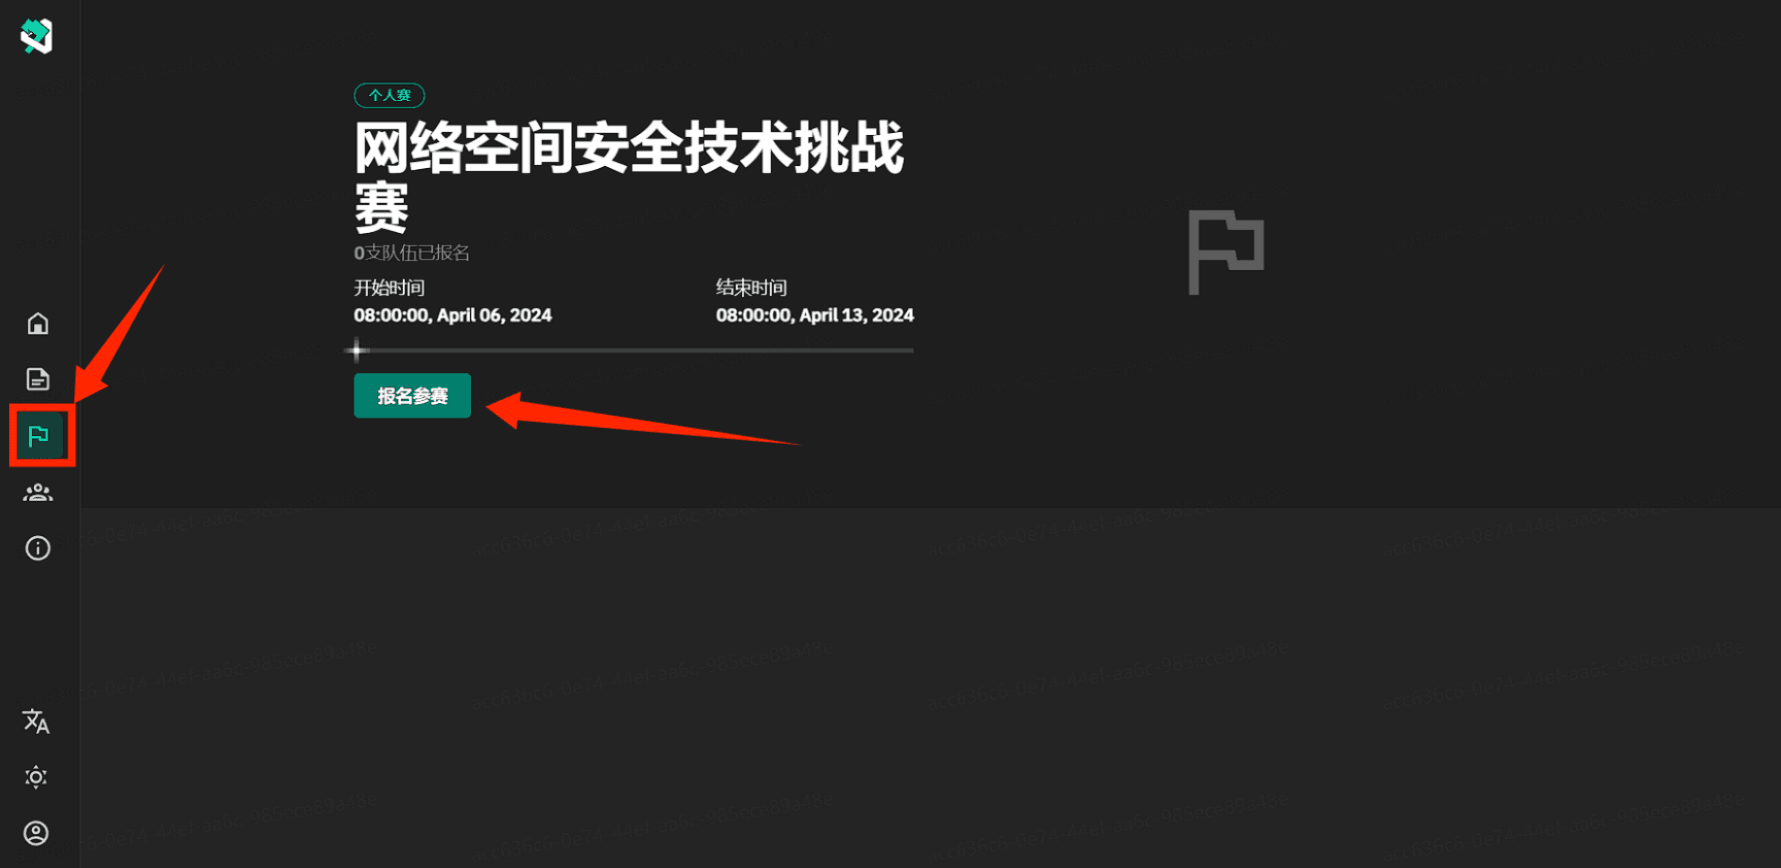 个人赛
网络空间安全技术挑战
赛
0支队伍已报名
开始时间
08:00:00, April 06, 2024
结束时间
08:00:00, April 13, 2024
报名参赛